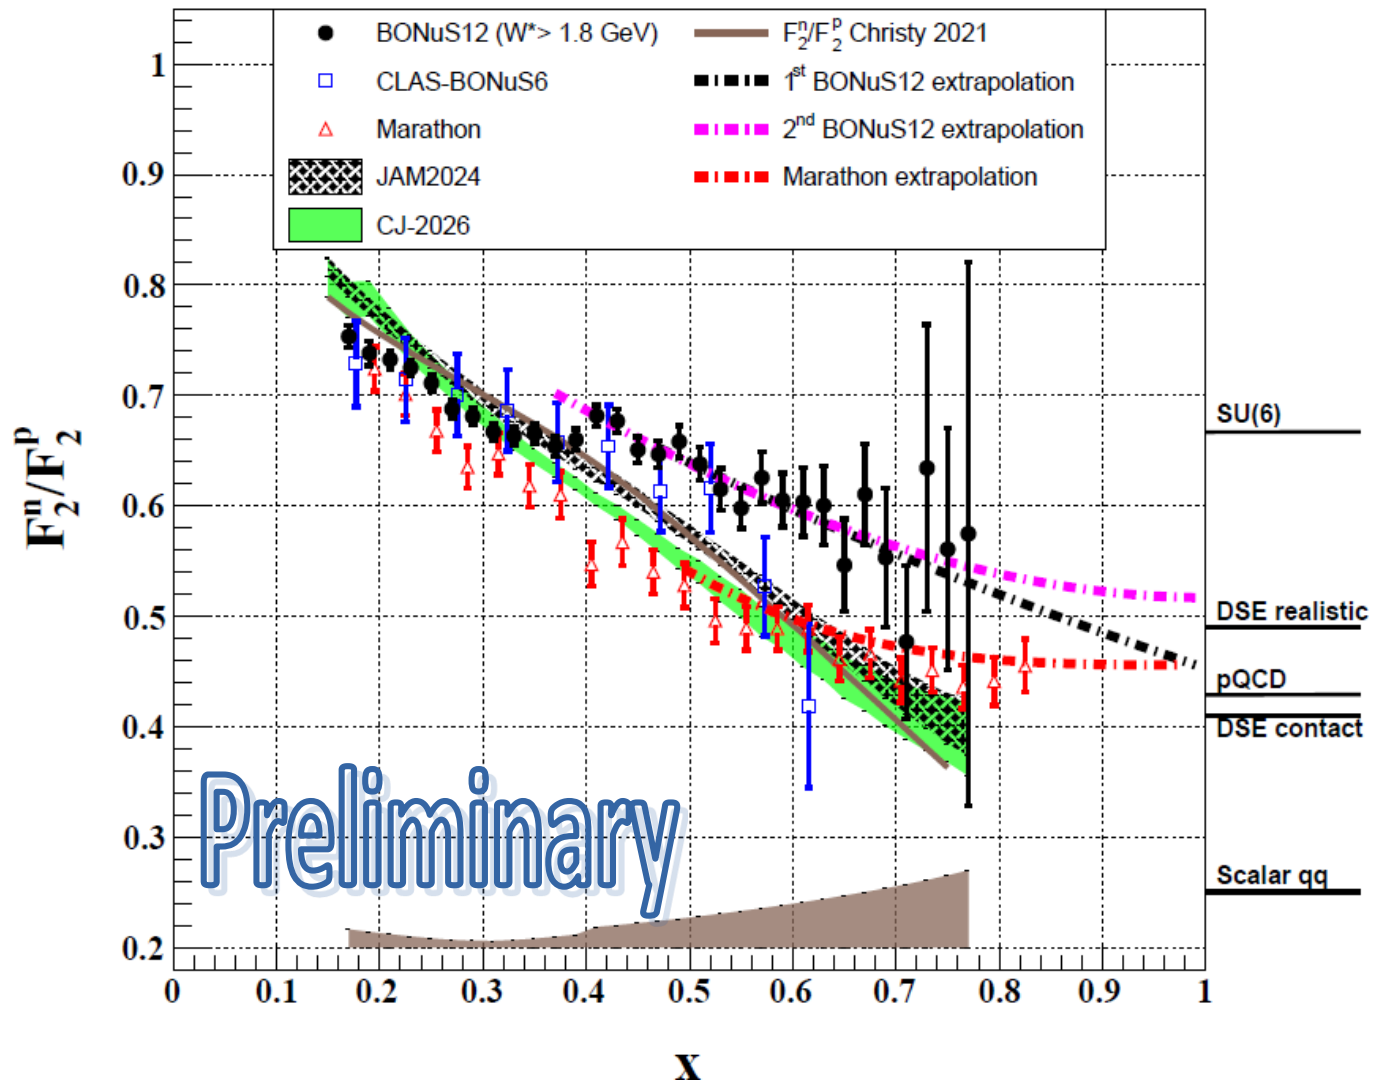 BONuS12 (W*> 1.8 GeV)
CLAS-BONuS6
Marathon
JAM2024
CJ-2026
F₂ⁿ/F₂ᵖ Christy 2021
1ˢᵗ BONuS12 extrapolation
2ⁿᵈ BONuS12 extrapolation
Marathon extrapolation
F₂ⁿ/F₂ᵖ
1
0.9
0.8
0.7
0.6
0.5
0.4
0.3
0.2
SU(6)
DSE realistic
pQCD
DSE contact
Scalar qq
Preliminary
0 0.1 0.2 0.3 0.4 0.5 0.6 0.7 0.8 0.9 1
x